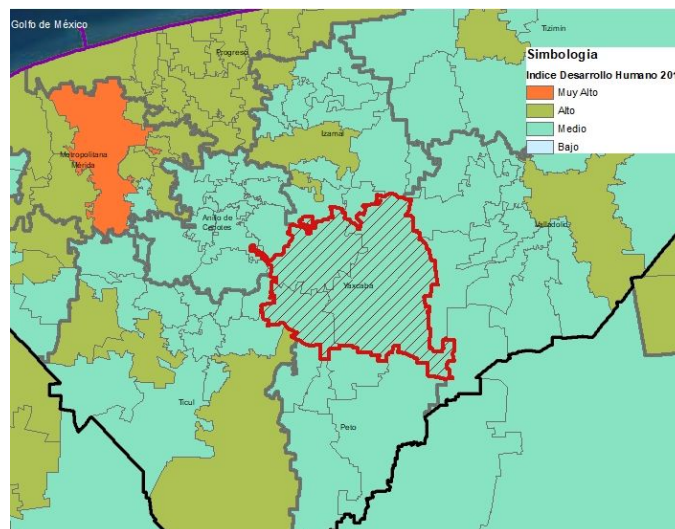 Golfo de México
Tizimín
Progreso
Simbología
Indice Desarrollo Humano 201
Muy Alto
Alto
Medio
Bajo
Izamal
Metropolitana
Mérida
Anillo de
Cenotes
Valladolid
Yaxcabá
Ticul
Peto